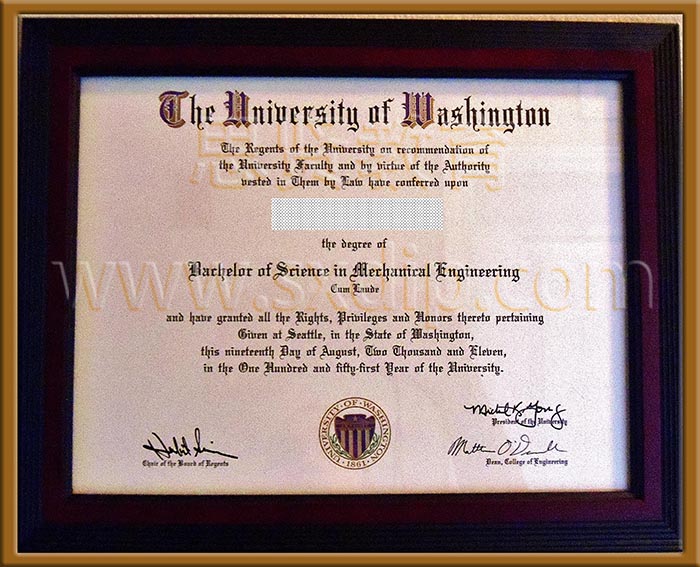 The University of Washington
The Regents of the University on recommendation of
the University Faculty and by virtue of the Authority
vested in Them by Law have conferred upon
the degree of
Bachelor of Science in Mechanical Engineering
Cum Laude
and have granted all the Rights, Privileges and Honors thereto pertaining
Given at Seattle, in the State of Washington,
this nineteenth Day of August, Two Thousand and Eleven,
in the One Hundred and fifty-first Year of the University.
UNIVERSITY·OF·WASHINGTON
1861
President of the University
Chair of the Board of Regents
Dean, College of Engineering